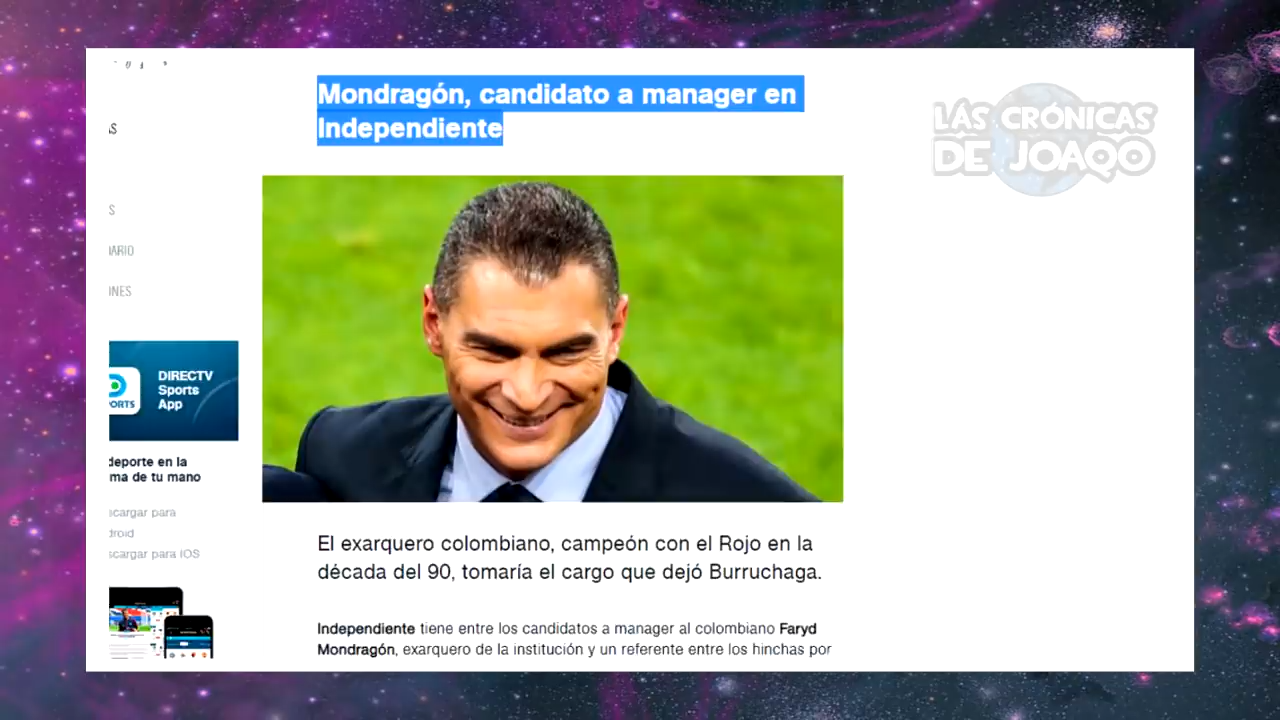 Mondragón, candidato a manager en
Independiente
LÁS CRÓNICAS
DE JOAQO
DIRECTV
Sports
App
ORTS
deporte en la
ma de tu mano
scargar para
droid
scargar para iOS
El exarquero colombiano, campeón con el Rojo en la
década del 90, tomaría el cargo que dejó Burruchaga.
Independiente tiene entre los candidatos a manager al colombiano Faryd
Mondragón, exarquero de la institución y un referente entre los hinchas por